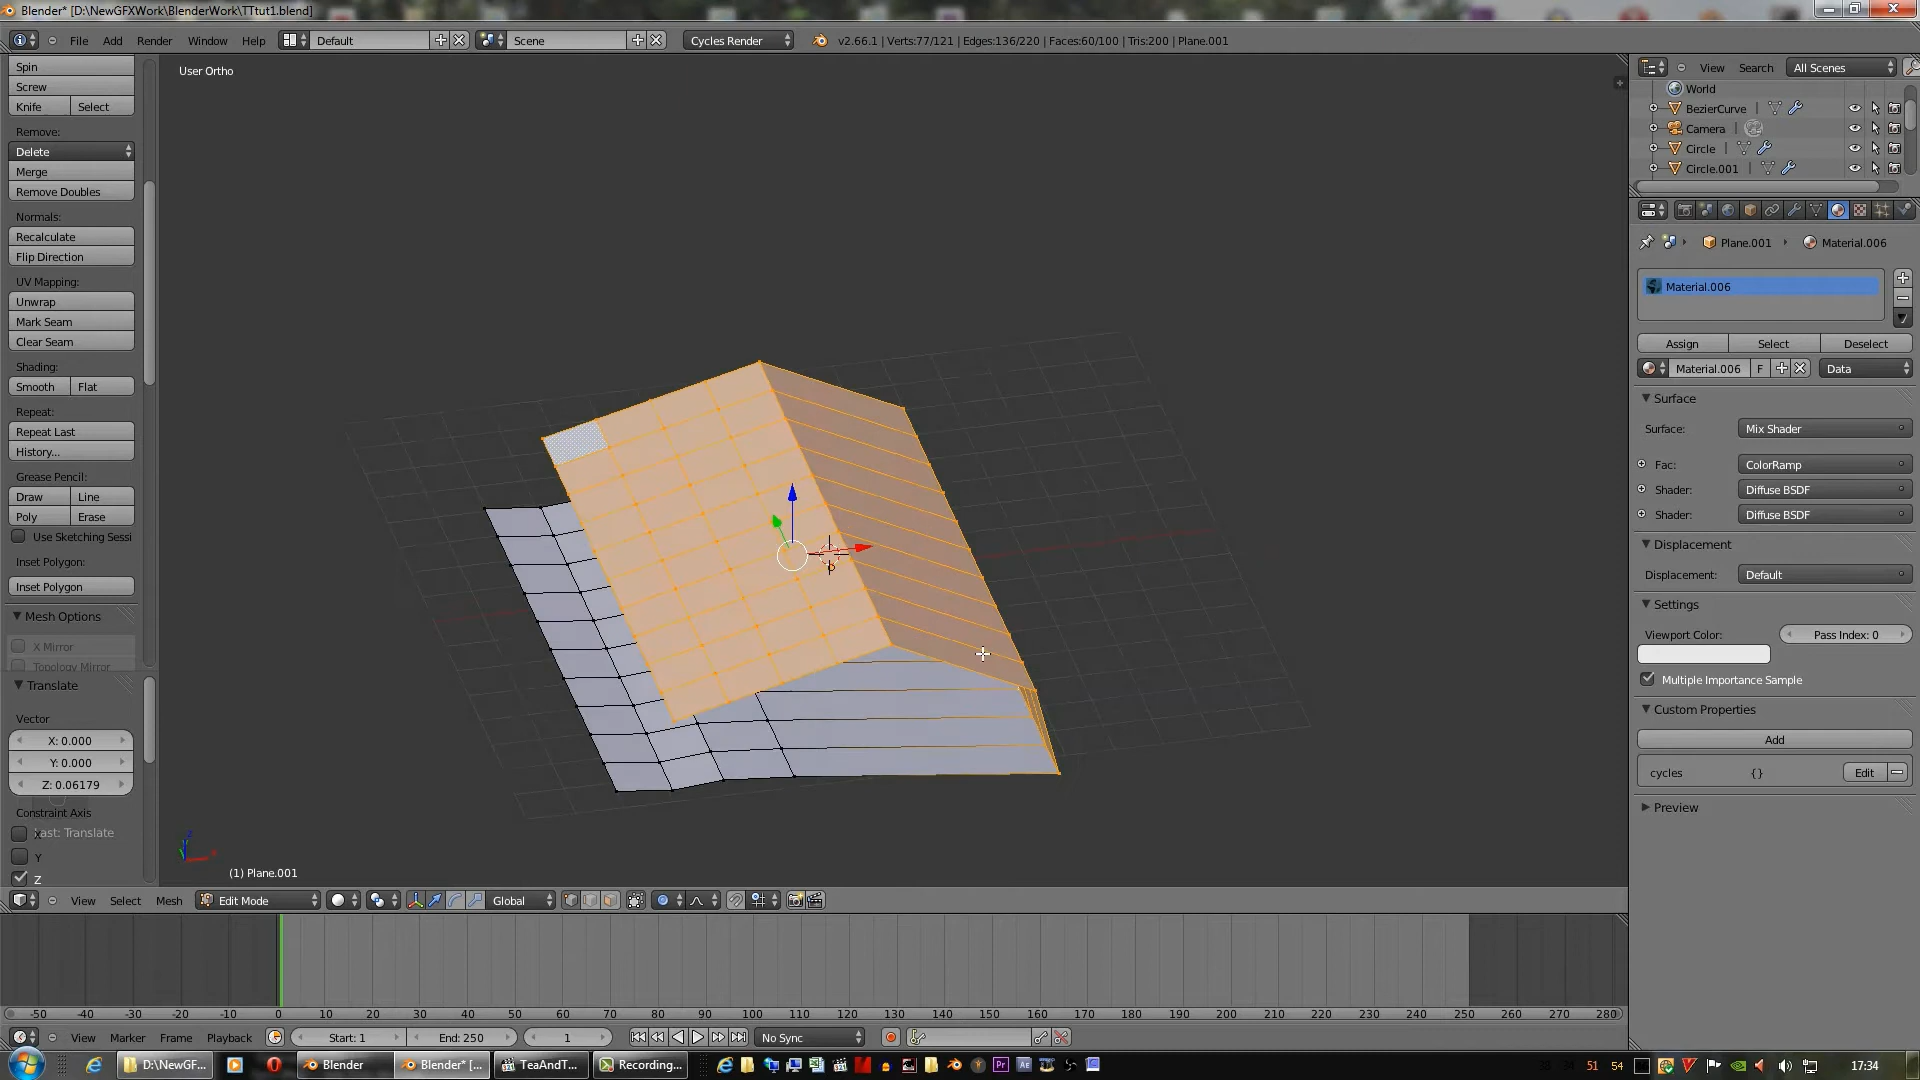 Blender* [D:\NewGFXWork\BlenderWork\TTtut1.blend]
File Add Render Window Help Default Scene Cycles Render v2.66.1 | Verts:77/121 | Edges:136/220 | Faces:60/100 | Tris:200 | Plane.001
User Ortho
Spin
Screw
Knife Select
Remove:
Delete
Merge
Remove Doubles
Normals:
Recalculate
Flip Direction
UV Mapping:
Unwrap
Mark Seam
Clear Seam
Shading:
Smooth Flat
Repeat:
Repeat Last
History...
Grease Pencil:
Draw Line
Poly Erase
Use Sketching Sessi
Inset Polygon:
Inset Polygon
Mesh Options
X Mirror
Topology Mirror
Translate
Vector
X: 0.000
Y: 0.000
Z: 0.06179
Constraint Axis
X
Last: Translate
Y
Z
(1) Plane.001
View Select Mesh Edit Mode Global
View Search All Scenes
World
BezierCurve
Camera
Circle
Circle.001
Plane.001 Material.006
Material.006
Assign Select Deselect
Material.006 F Data
Surface
Surface: Mix Shader
Fac: ColorRamp
Shader: Diffuse BSDF
Shader: Diffuse BSDF
Displacement
Displacement: Default
Settings
Viewport Color: Pass Index: 0
Multiple Importance Sample
Custom Properties
Add
cycles {} Edit
Preview
-50 -40 -30 -20 -10 0 10 20 30 40 50 60 70 80 90 100 110 120 130 140 150 160 170 180 190 200 210 220 230 240 250 260 270 280
View Marker Frame Playback Start: 1 End: 250 1 No Sync
D:\NewGF... Blender Blender* [... TeaAndT... Recording... 51 54 17:34